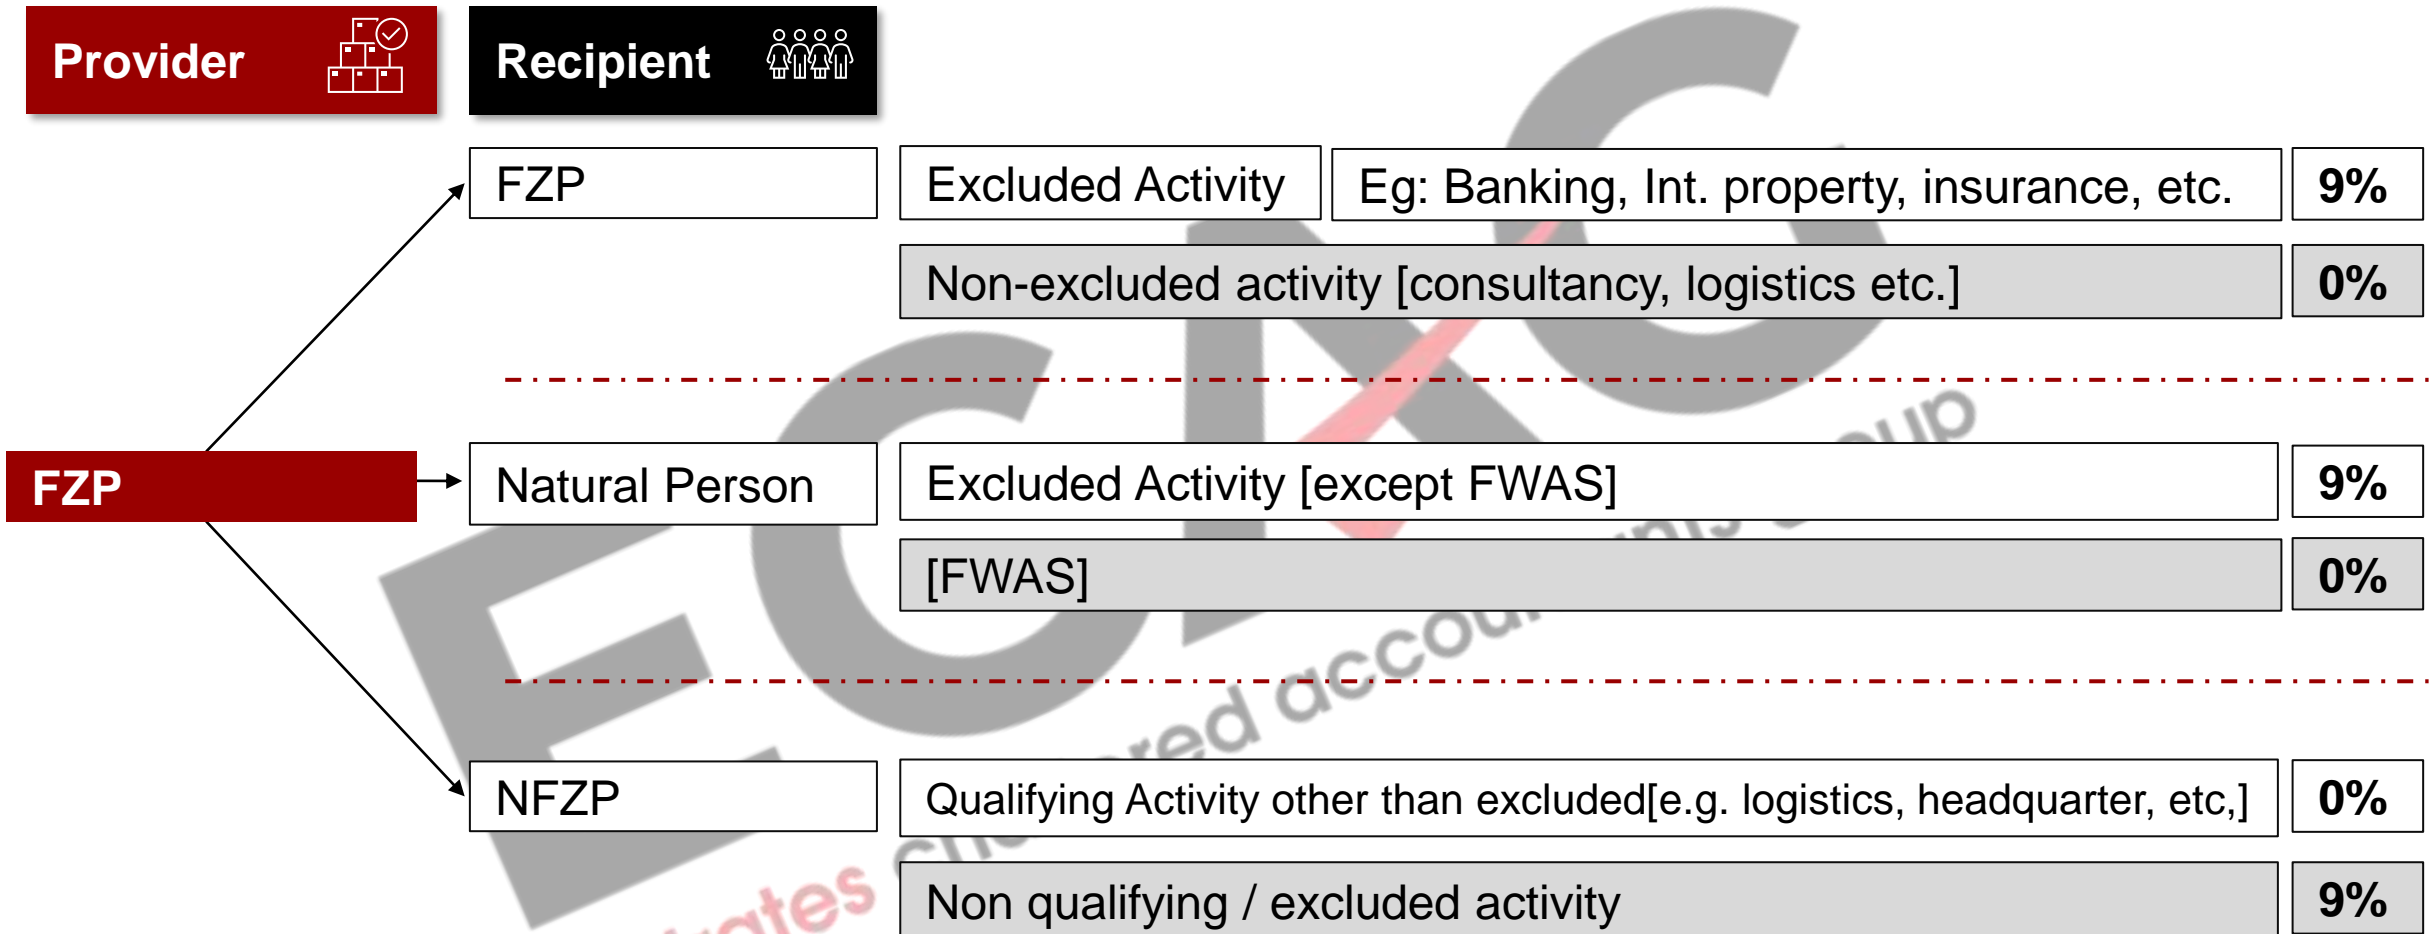 Provider
Recipient
FZP
Excluded Activity
Eg: Banking, Int. property, insurance, etc.
9%
Non-excluded activity [consultancy, logistics etc.]
0%
FZP
Natural Person
Excluded Activity [except FWAS]
9%
[FWAS]
0%
NFZP
Qualifying Activity other than excluded[e.g. logistics, headquarter, etc,]
0%
Non qualifying / excluded activity
9%
ECAG